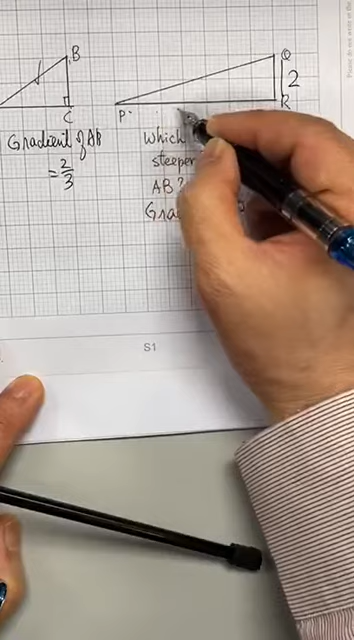 B
Q
2
C
P
R
Gradient of AB
= 2/3
Which
steeper
AB?
Gra
S1